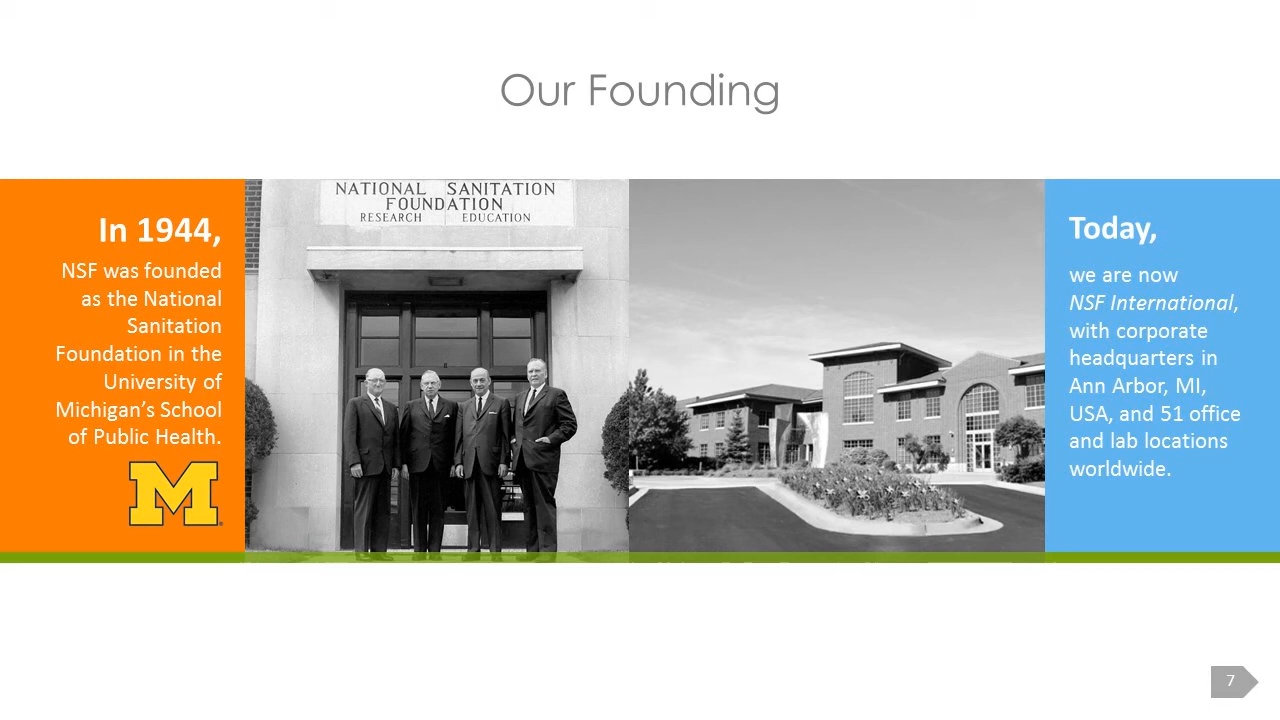 Our Founding
In 1944,
NSF was founded
as the National
Sanitation
Foundation in the
University of
Michigan’s School
of Public Health.
M
NATIONAL SANITATION
FOUNDATION
RESEARCH EDUCATION
Today,
we are now
NSF International,
with corporate
headquarters in
Ann Arbor, MI,
USA, and 51 office
and lab locations
worldwide.
7